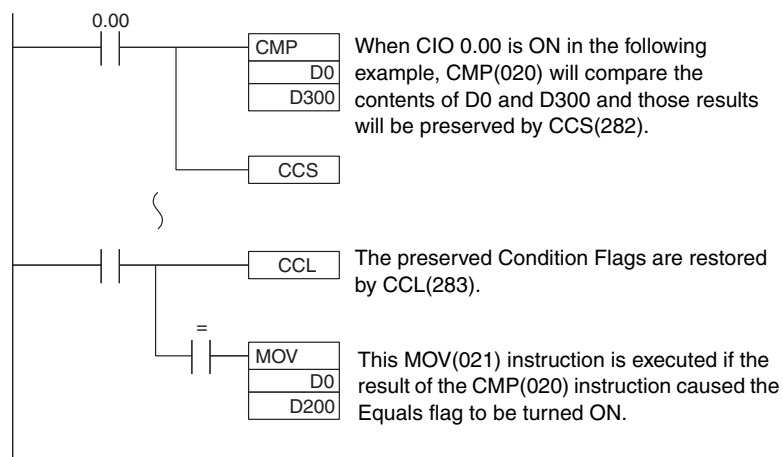 0.00
CMP
D0
D300
When CIO 0.00 is ON in the following
example, CMP(020) will compare the
contents of D0 and D300 and those results
will be preserved by CCS(282).
CCS
CCL
The preserved Condition Flags are restored
by CCL(283).
=
MOV
D0
D200
This MOV(021) instruction is executed if the
result of the CMP(020) instruction caused the
Equals flag to be turned ON.